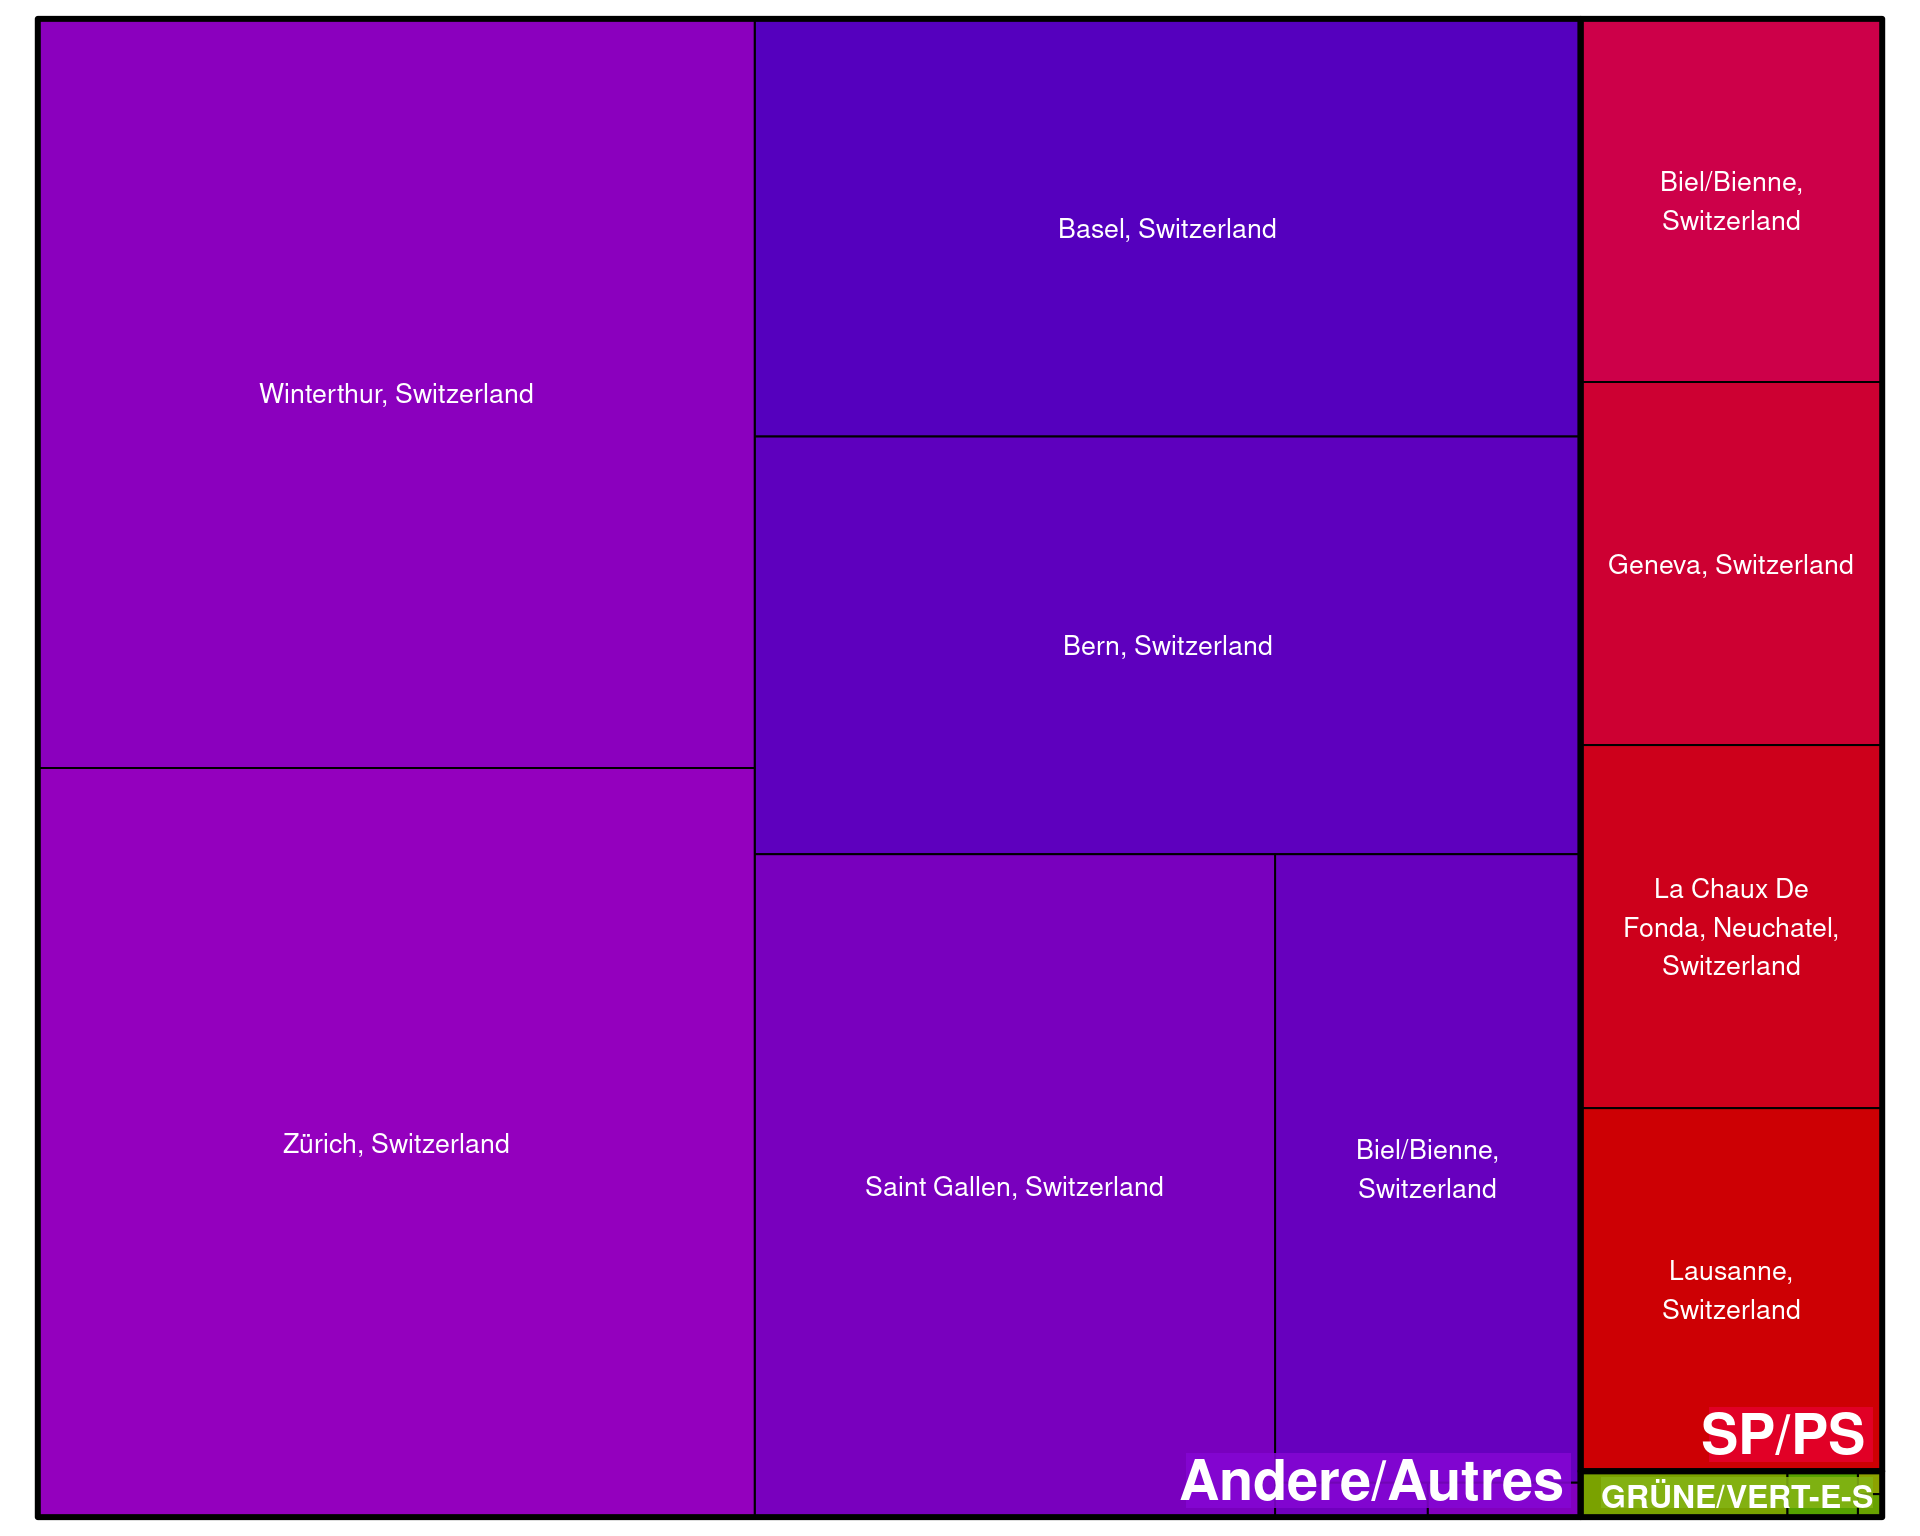 Winterthur, Switzerland
Zürich, Switzerland
Basel, Switzerland
Bern, Switzerland
Saint Gallen, Switzerland
Biel/Bienne,
Switzerland
Andere/Autres
Biel/Bienne,
Switzerland
Geneva, Switzerland
La Chaux De
Fonda, Neuchatel,
Switzerland
Lausanne,
Switzerland
SP/PS
GRÜNE/VERT-E-S